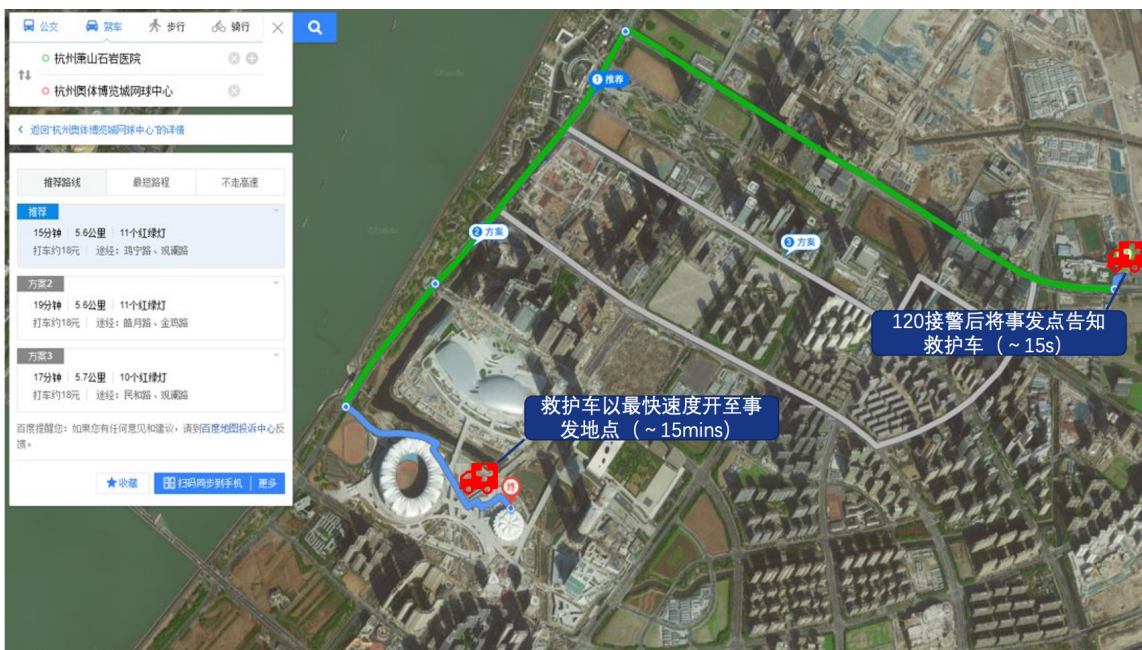 公交 驾车 步行 骑行
杭州萧山石岩医院
杭州奥体博览城网球中心
返回"杭州奥体博览城网球中心"的详情
推荐路线 最短路程 不走高速
推荐
15分钟 | 5.6公里 | 11个红绿灯
打车约18元 | 途经：鸿宁路、观澜路
方案2
19分钟 | 5.6公里 | 11个红绿灯
打车约18元 | 途经：皓月路、金鸡路
方案3
17分钟 | 5.7公里 | 10个红绿灯
打车约18元 | 途经：民和路、观澜路
百度提醒您：如果您有任何意见和建议，请到百度地图投诉中心反
馈。
收藏 扫码同步到手机 更多
1 推荐
2 方案
3 方案
120接警后将事发点告知
救护车（~15s）
救护车以最快速度开至事
发地点（~15mins）
终